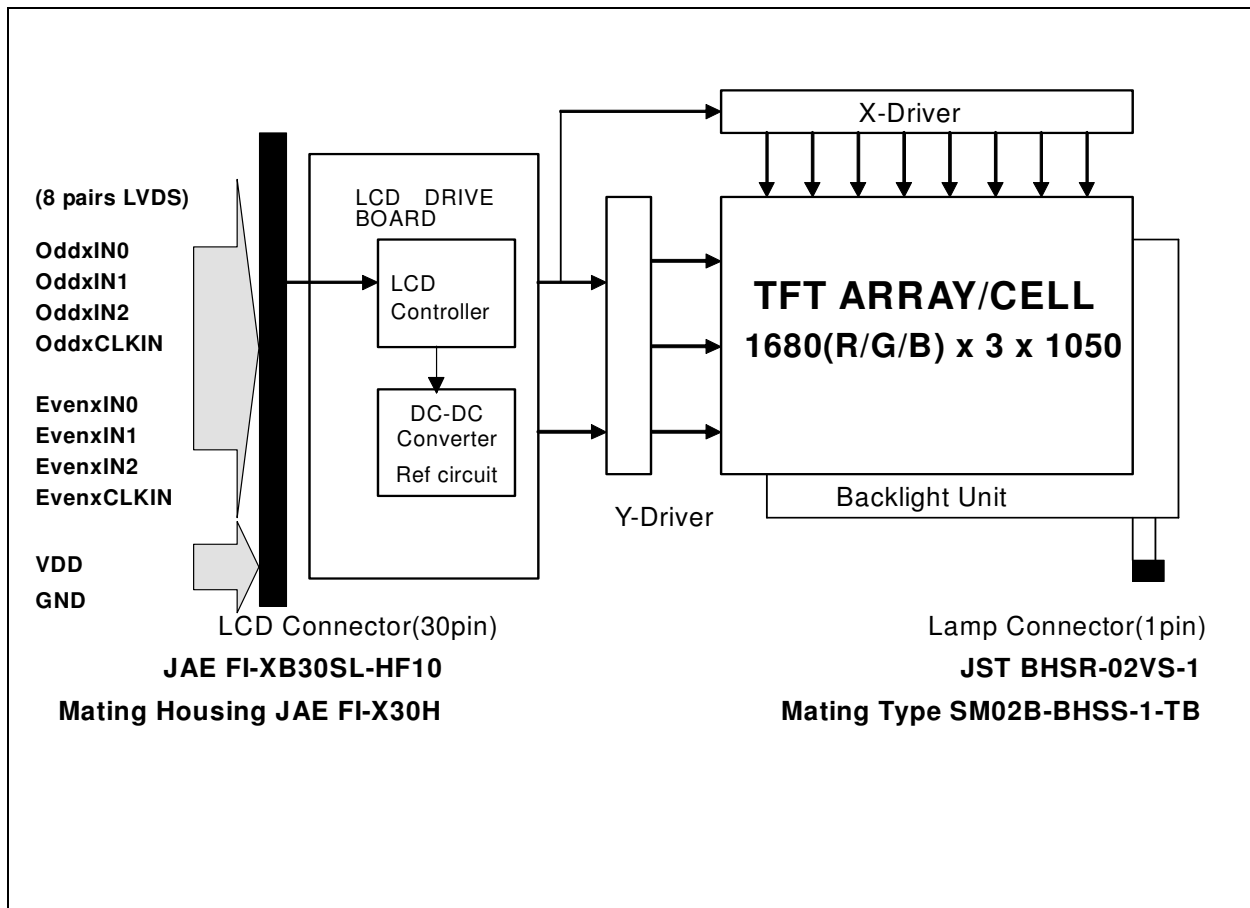 X-Driver
(8 pairs LVDS)
OddxIN0
OddxIN1
OddxIN2
OddxCLKIN
EvenxIN0
EvenxIN1
EvenxIN2
EvenxCLKIN
VDD
GND
LCD DRIVE
BOARD
LCD
Controller
DC-DC
Converter
Ref circuit
Y-Driver
TFT ARRAY/CELL
1680(R/G/B) x 3 x 1050
Backlight Unit
LCD Connector(30pin)
JAE FI-XB30SL-HF10
Mating Housing JAE FI-X30H
Lamp Connector(1pin)
JST BHSR-02VS-1
Mating Type SM02B-BHSS-1-TB